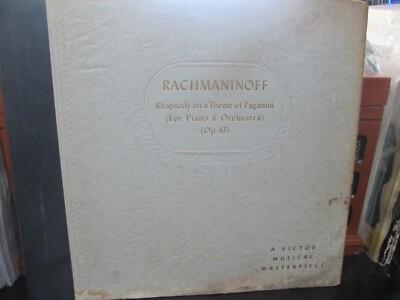 RACHMANINOFF
Rhapsody on a Theme of Paganini
(For Piano & Orchestra)
(Op. 43)
A VICTOR
MUSICAL
MASTERPIECE